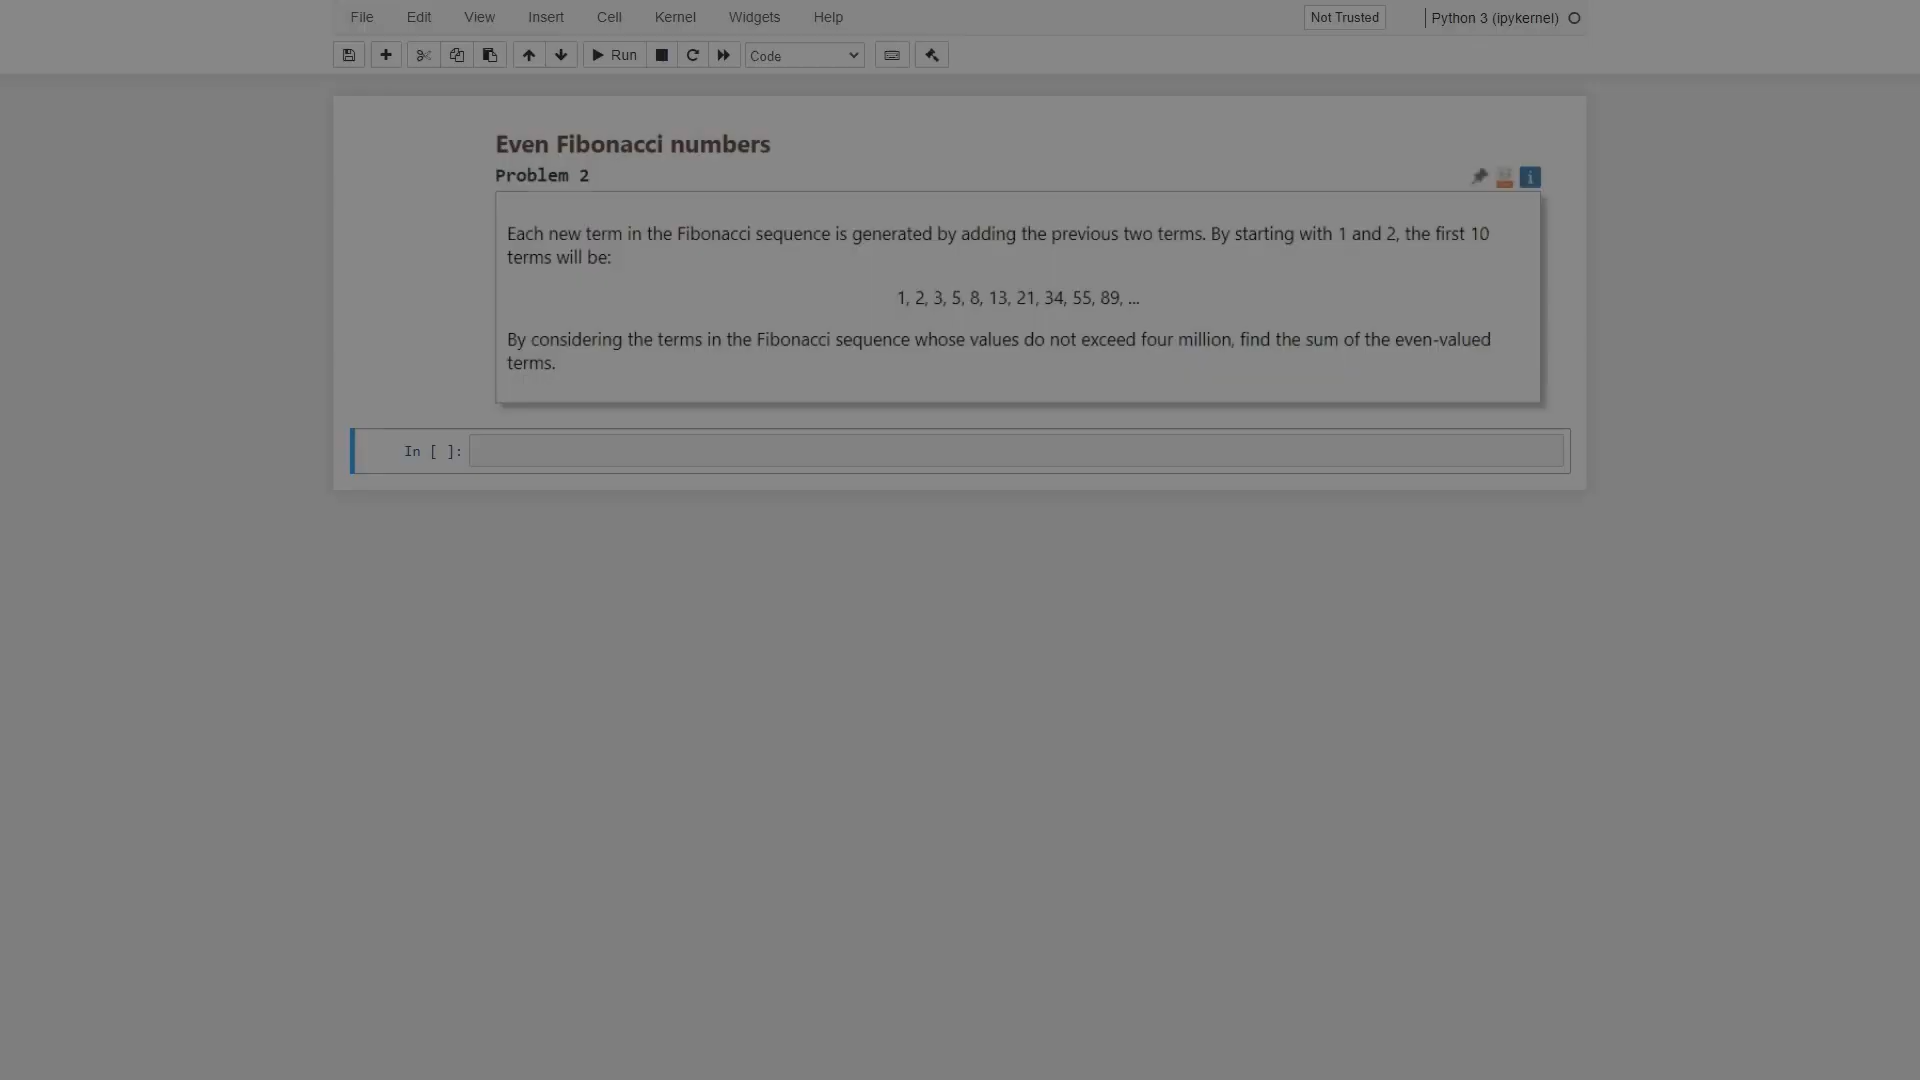 File Edit View Insert Cell Kernel Widgets Help Not Trusted Python 3 (ipykernel)
Run Code
Even Fibonacci numbers
Problem 2
Each new term in the Fibonacci sequence is generated by adding the previous two terms. By starting with 1 and 2, the first 10
terms will be:
1, 2, 3, 5, 8, 13, 21, 34, 55, 89, ...
By considering the terms in the Fibonacci sequence whose values do not exceed four million, find the sum of the even-valued
terms.
In [ ]: